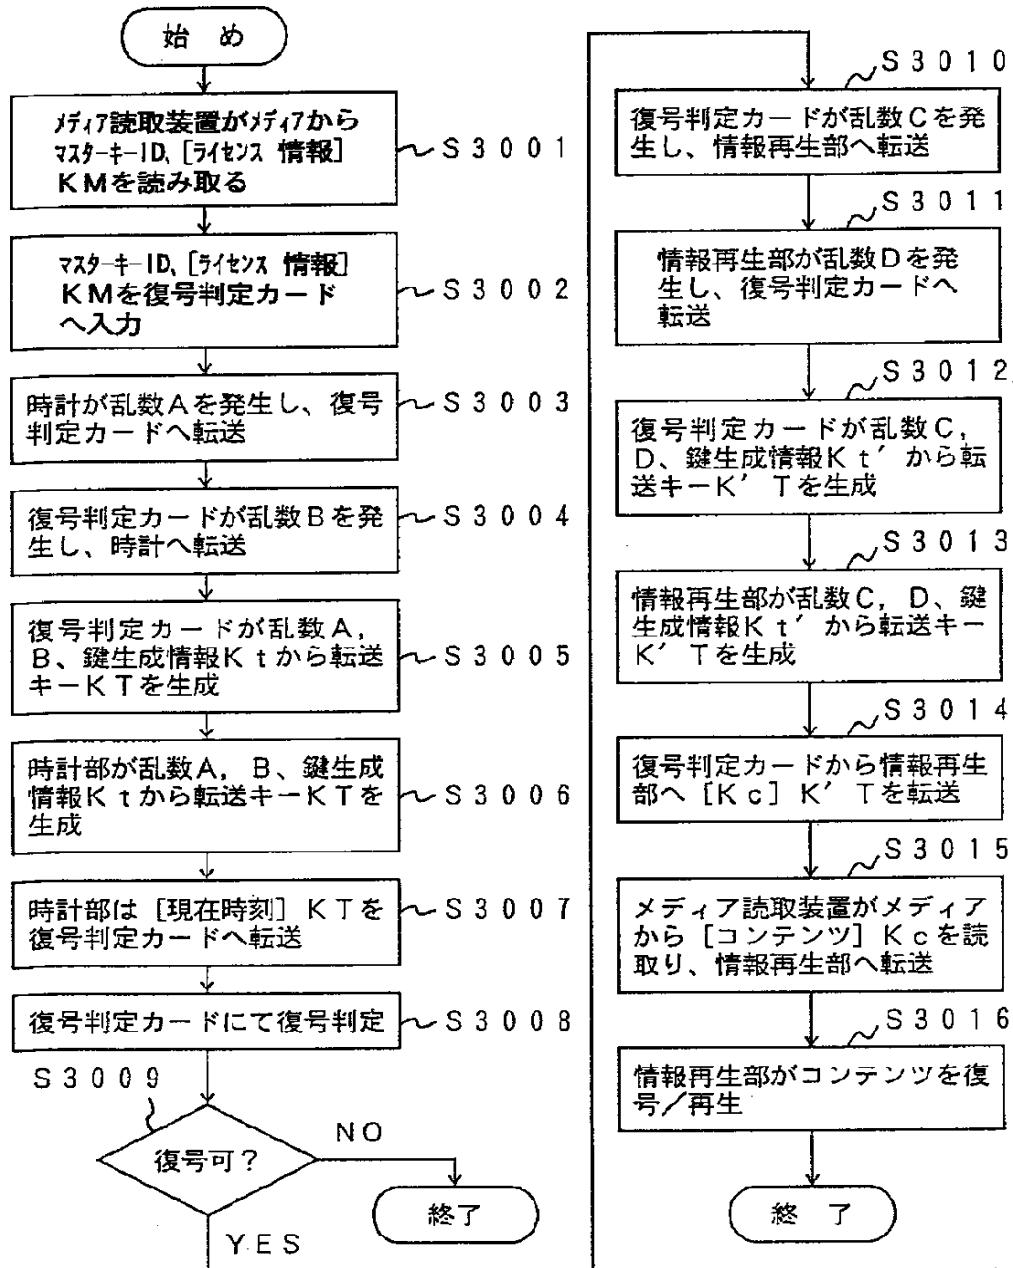 始 め
メディア読取装置がメディアから
マスターキーID、[ライセンス 情報]
KMを読み取る
S3001
マスターキーID、[ライセンス 情報]
KMを復号判定カード
へ入力
S3002
時計が乱数Aを発生し、復号
判定カードへ転送
S3003
復号判定カードが乱数Bを発
生し、時計へ転送
S3004
復号判定カードが乱数A,
B、鍵生成情報Ktから転送
キーKTを生成
S3005
時計部が乱数A, B、鍵生成
情報Ktから転送キーKTを
生成
S3006
時計部は[現在時刻]KTを
復号判定カードへ転送
S3007
復号判定カードにて復号判定
S3008
S3009
復号可?
NO
終了
YES
S3010
復号判定カードが乱数Cを発
生し、情報再生部へ転送
S3011
情報再生部が乱数Dを発
生し、復号判定カードへ
転送
S3012
復号判定カードが乱数C,
D、鍵生成情報Kt′から転
送キーK′Tを生成
S3013
情報再生部が乱数C, D、鍵
生成情報Kt′から転送キー
K′Tを生成
S3014
復号判定カードから情報再生
部へ[Kc]K′Tを転送
S3015
メディア読取装置がメディア
から[コンテンツ]Kcを読
取り、情報再生部へ転送
S3016
情報再生部がコンテンツを復
号/再生
終 了